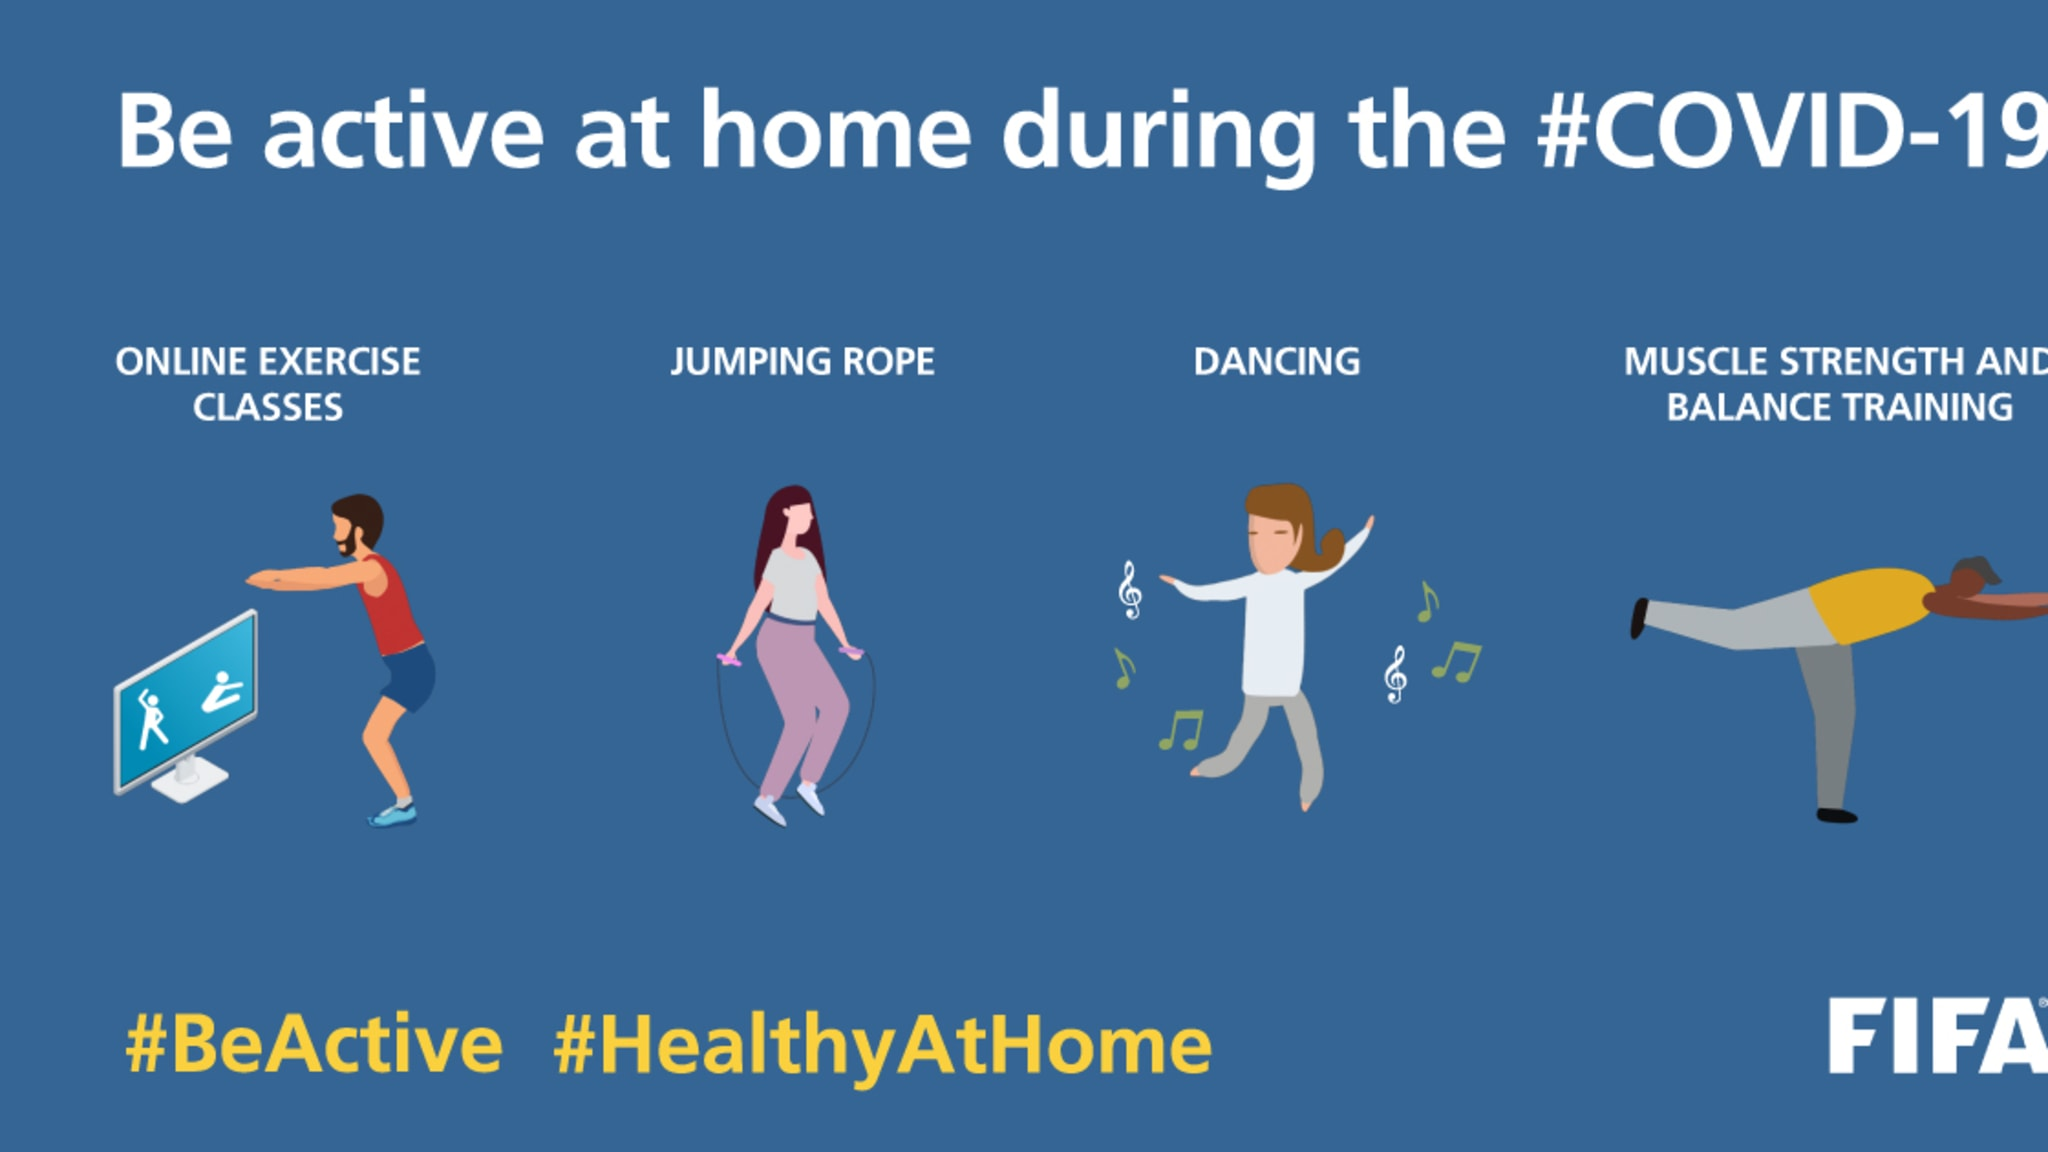 Be active at home during the #COVID-19
ONLINE EXERCISE
CLASSES
JUMPING ROPE
DANCING
MUSCLE STRENGTH AND
BALANCE TRAINING
#BeActive #HealthyAtHome
FIFA®